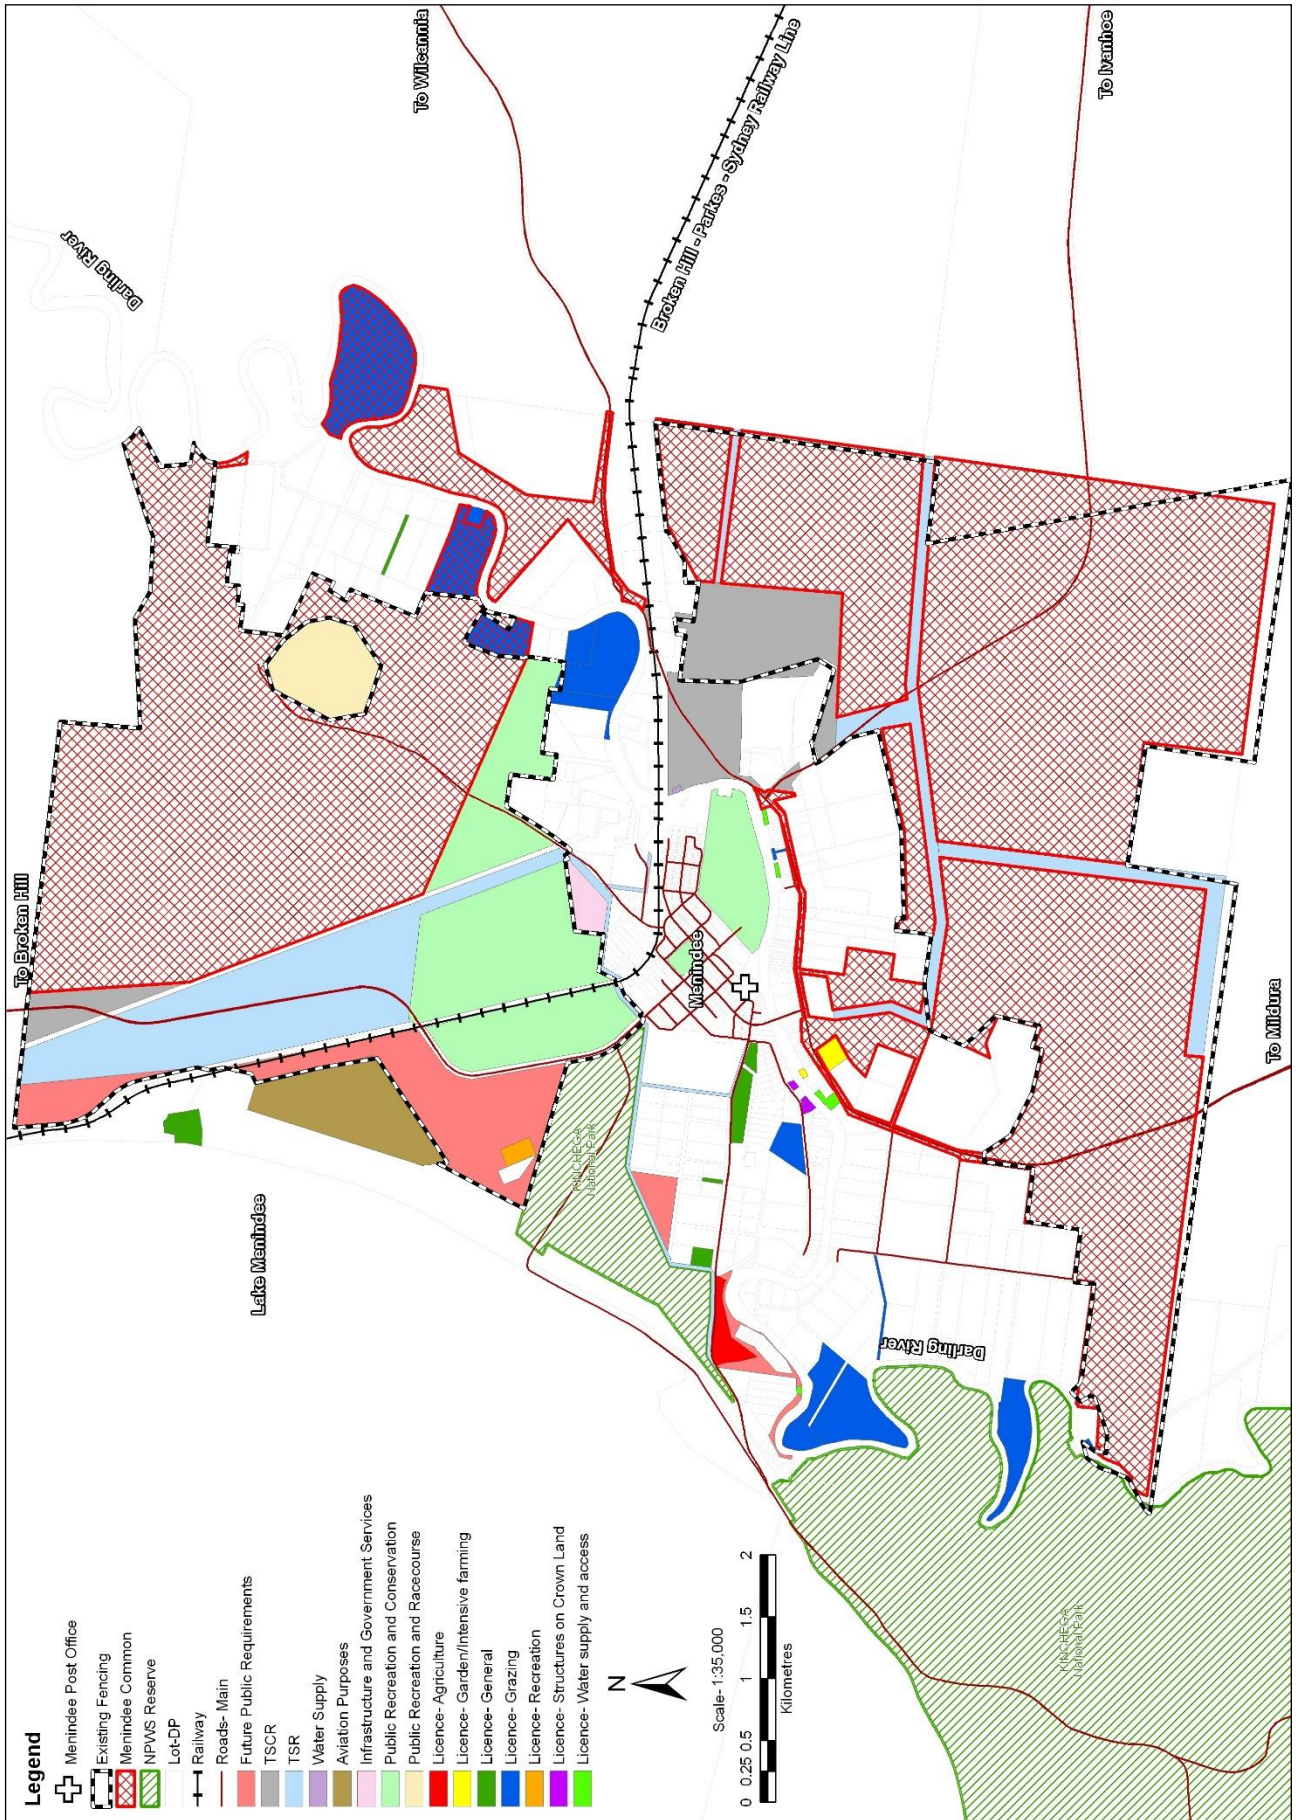 To Wilcannia
To Ivanhoe
Broken Hill - Parkes - Sydney Railway Line
Darling River
To Broken Hill
Menindee
To Mildura
KINCHEGA
National Park
Lake Menindee
Darling River
KINCHEGA
National Park
Legend
Menindee Post Office
Existing Fencing
Menindee Common
NPWS Reserve
Lot-DP
Railway
Roads- Main
Future Public Requirements
TSCR
TSR
Water Supply
Aviation Purposes
Infrastructure and Government Services
Public Recreation and Conservation
Public Recreation and Racecourse
Licence- Agriculture
Licence- Garden/Intensive farming
Licence- General
Licence- Grazing
Licence- Recreation
Licence- Structures on Crown Land
Licence- Water supply and access
N
Scale- 1:35,000
0 0.25 0.5 1 1.5 2
Kilometres